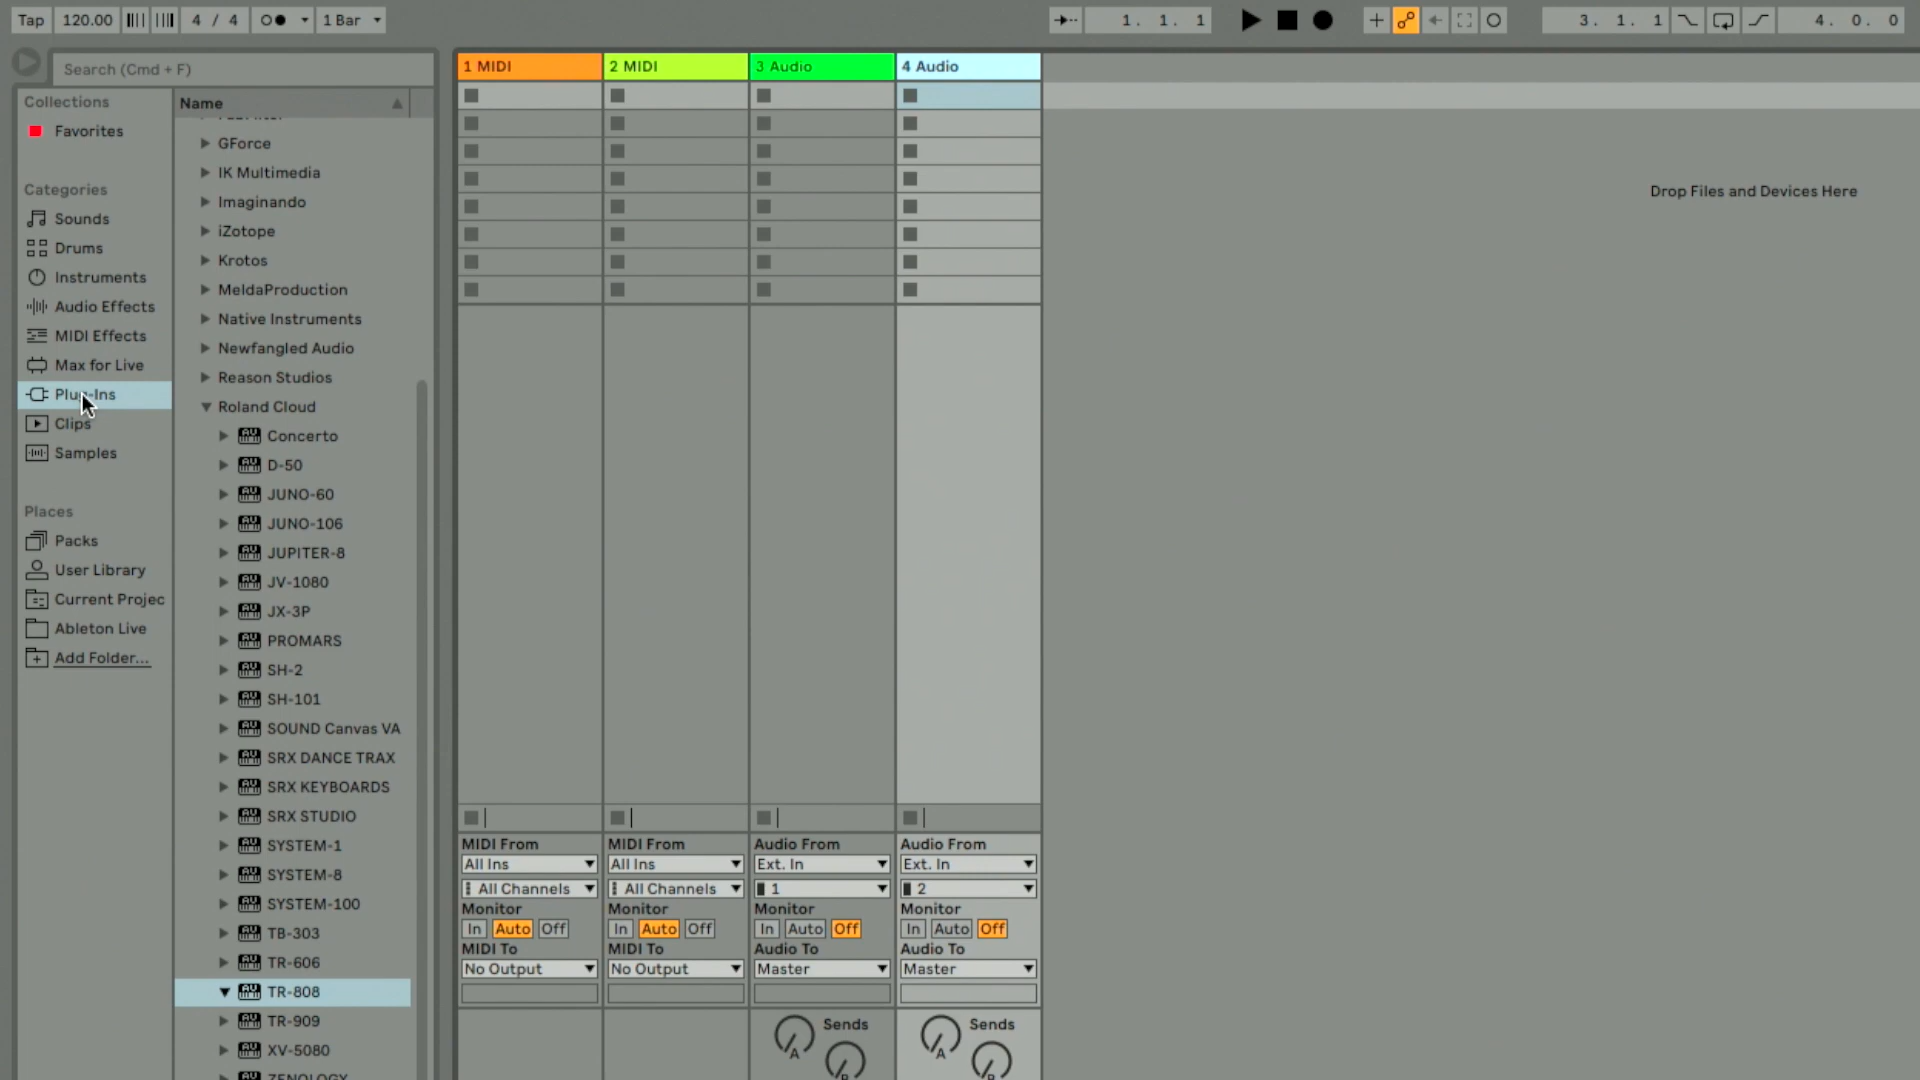 Tap 120.00 4 / 4 1 Bar 1. 1. 1 3. 1. 1 4. 0. 0
Search (Cmd + F)
Collections
Favorites
Categories
Sounds
Drums
Instruments
Audio Effects
MIDI Effects
Max for Live
Plug-Ins
Clips
Samples
Places
Packs
User Library
Current Projec
Ableton Live
Add Folder...
Name
GForce
IK Multimedia
Imaginando
iZotope
Krotos
MeldaProduction
Native Instruments
Newfangled Audio
Reason Studios
Roland Cloud
Concerto
D-50
JUNO-60
JUNO-106
JUPITER-8
JV-1080
JX-3P
PROMARS
SH-2
SH-101
SOUND Canvas VA
SRX DANCE TRAX
SRX KEYBOARDS
SRX STUDIO
SYSTEM-1
SYSTEM-8
SYSTEM-100
TB-303
TR-606
TR-808
TR-909
XV-5080
ZENOLOGY
1 MIDI 2 MIDI 3 Audio 4 Audio
Drop Files and Devices Here
MIDI From MIDI From Audio From Audio From
All Ins All Ins Ext. In Ext. In
All Channels All Channels 1 2
Monitor Monitor Monitor Monitor
In Auto Off In Auto Off In Auto Off In Auto Off
MIDI To MIDI To Audio To Audio To
No Output No Output Master Master
Sends Sends
A A